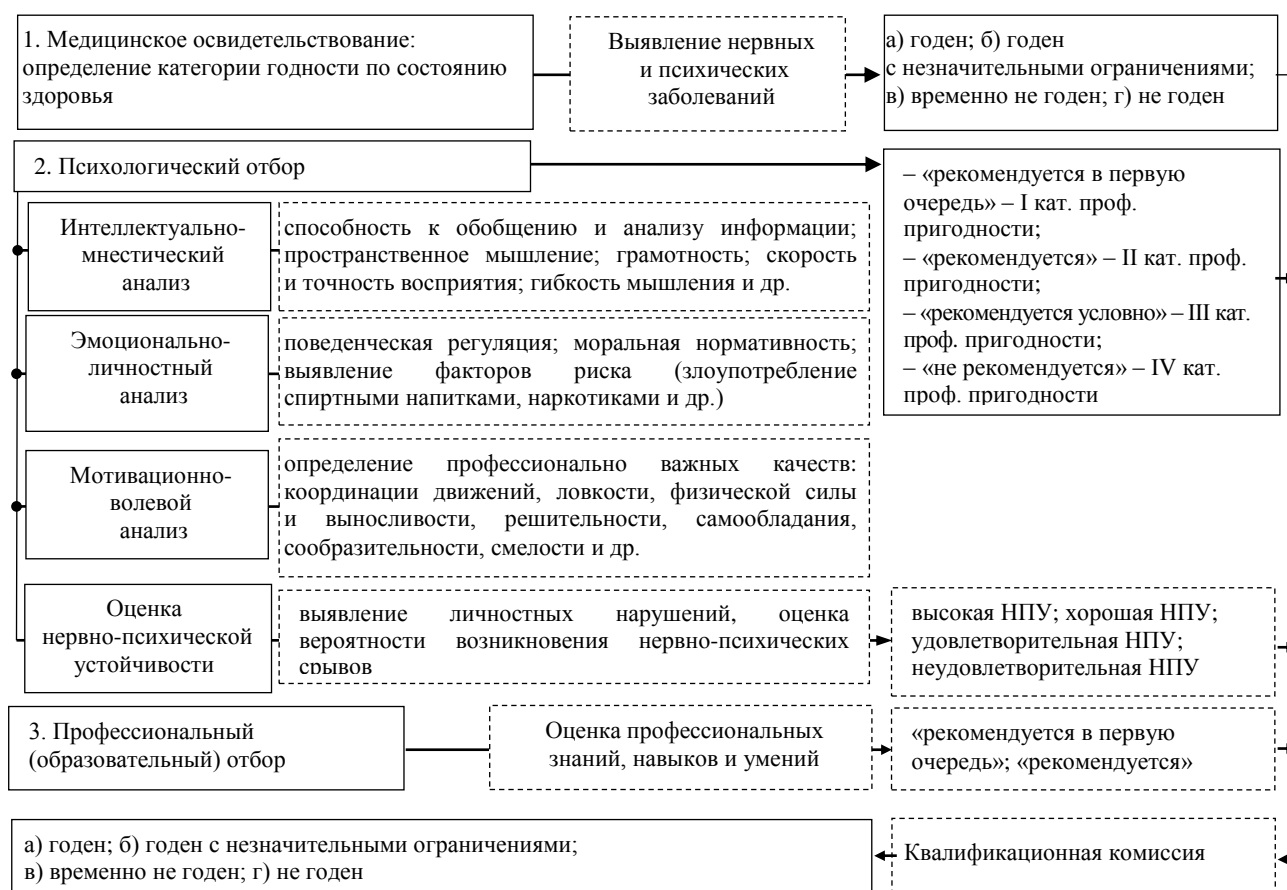 1. Медицинское освидетельствование:
определение категории годности по состоянию
здоровья
Выявление нервных
и психических
заболеваний
а) годен; б) годен
с незначительными ограничениями;
в) временно не годен; г) не годен
2. Психологический отбор
– «рекомендуется в первую
очередь» – I кат. проф.
пригодности;
– «рекомендуется» – II кат. проф.
пригодности;
– «рекомендуется условно» – III кат.
проф. пригодности;
– «не рекомендуется» – IV кат.
проф. пригодности
Интеллектуально-
мнестический
анализ
способность к обобщению и анализу информации;
пространственное мышление; грамотность; скорость
и точность восприятия; гибкость мышления и др.
Эмоционально-
личностный
анализ
поведенческая регуляция; моральная нормативность;
выявление факторов риска (злоупотребление
спиртными напитками, наркотиками и др.)
Мотивационно-
волевой
анализ
определение профессионально важных качеств:
координации движений, ловкости, физической силы
и выносливости, решительности, самообладания,
сообразительности, смелости и др.
Оценка
нервно-психической
устойчивости
выявление личностных нарушений, оценка
вероятности возникновения нервно-психических
срывов
высокая НПУ; хорошая НПУ;
удовлетворительная НПУ;
неудовлетворительная НПУ
3. Профессиональный
(образовательный) отбор
Оценка профессиональных
знаний, навыков и умений
«рекомендуется в первую
очередь»; «рекомендуется»
а) годен; б) годен с незначительными ограничениями;
в) временно не годен; г) не годен
Квалификационная комиссия